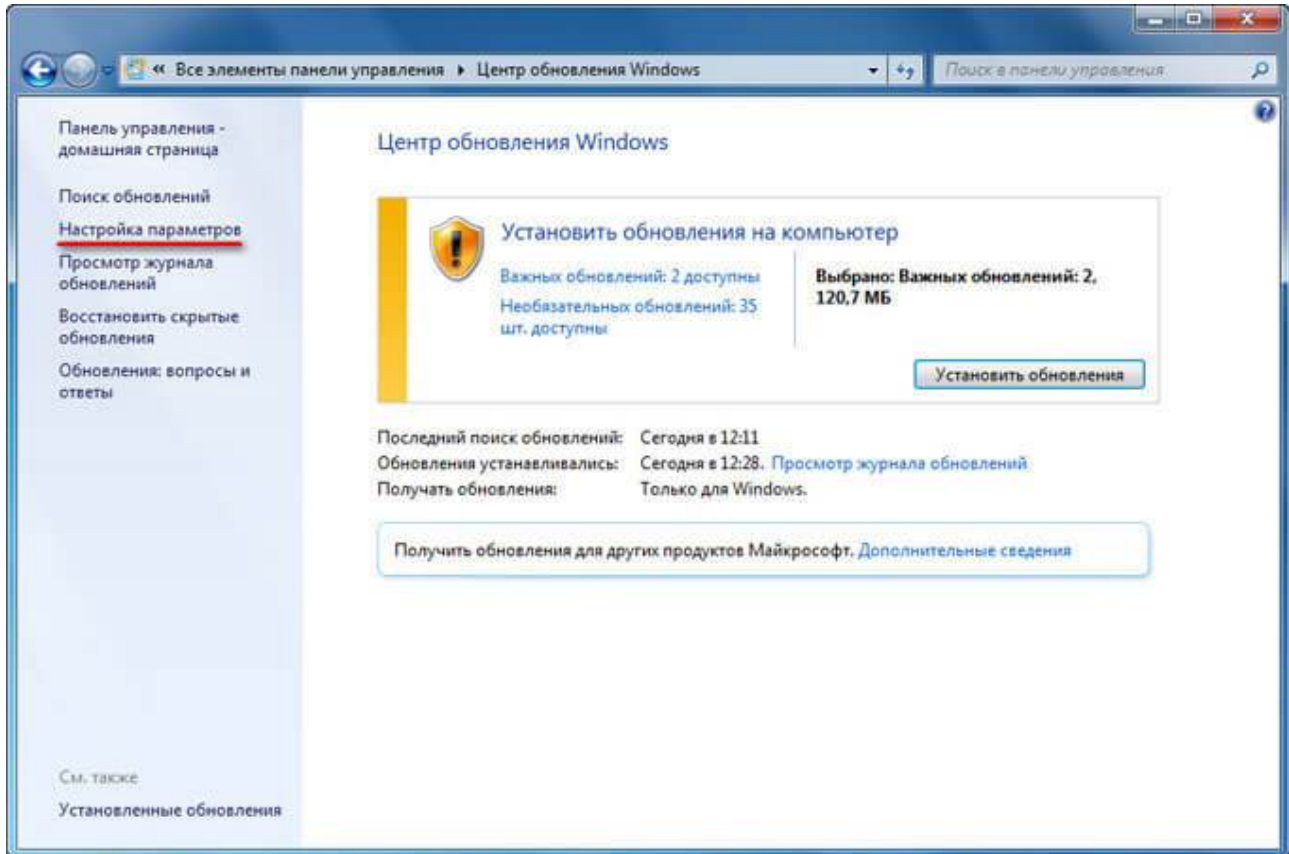 « Все элементы панели управления ▸ Центр обновления Windows
Поиск в панели управления
Панель управления -
домашняя страница
Поиск обновлений
Настройка параметров
Просмотр журнала
обновлений
Восстановить скрытые
обновления
Обновления: вопросы и
ответы
См. также
Установленные обновления
Центр обновления Windows
Установить обновления на компьютер
Важных обновлений: 2 доступны
Необязательных обновлений: 35
шт. доступны
Выбрано: Важных обновлений: 2,
120,7 МБ
Установить обновления
Последний поиск обновлений: Сегодня в 12:11
Обновления устанавливались: Сегодня в 12:28. Просмотр журнала обновлений
Получать обновления: Только для Windows.
Получить обновления для других продуктов Майкрософт. Дополнительные сведения